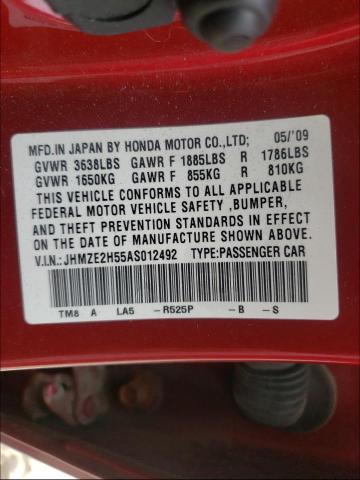 MFD.IN JAPAN BY HONDA MOTOR CO.,LTD; 05/'09
GVWR 3638LBS GAWR F 1885LBS R 1786LBS
GVWR 1650KG GAWR F 855KG R 810KG
THIS VEHICLE CONFORMS TO ALL APPLICABLE
FEDERAL MOTOR VEHICLE SAFETY ,BUMPER,
AND THEFT PREVENTION STANDARDS IN EFFECT
ON THE DATE OF MANUFACTURE SHOWN ABOVE.
V.I.N.: JHMZE2H55AS012492 TYPE:PASSENGER CAR
TM8 A LA5 -R525P -B -S